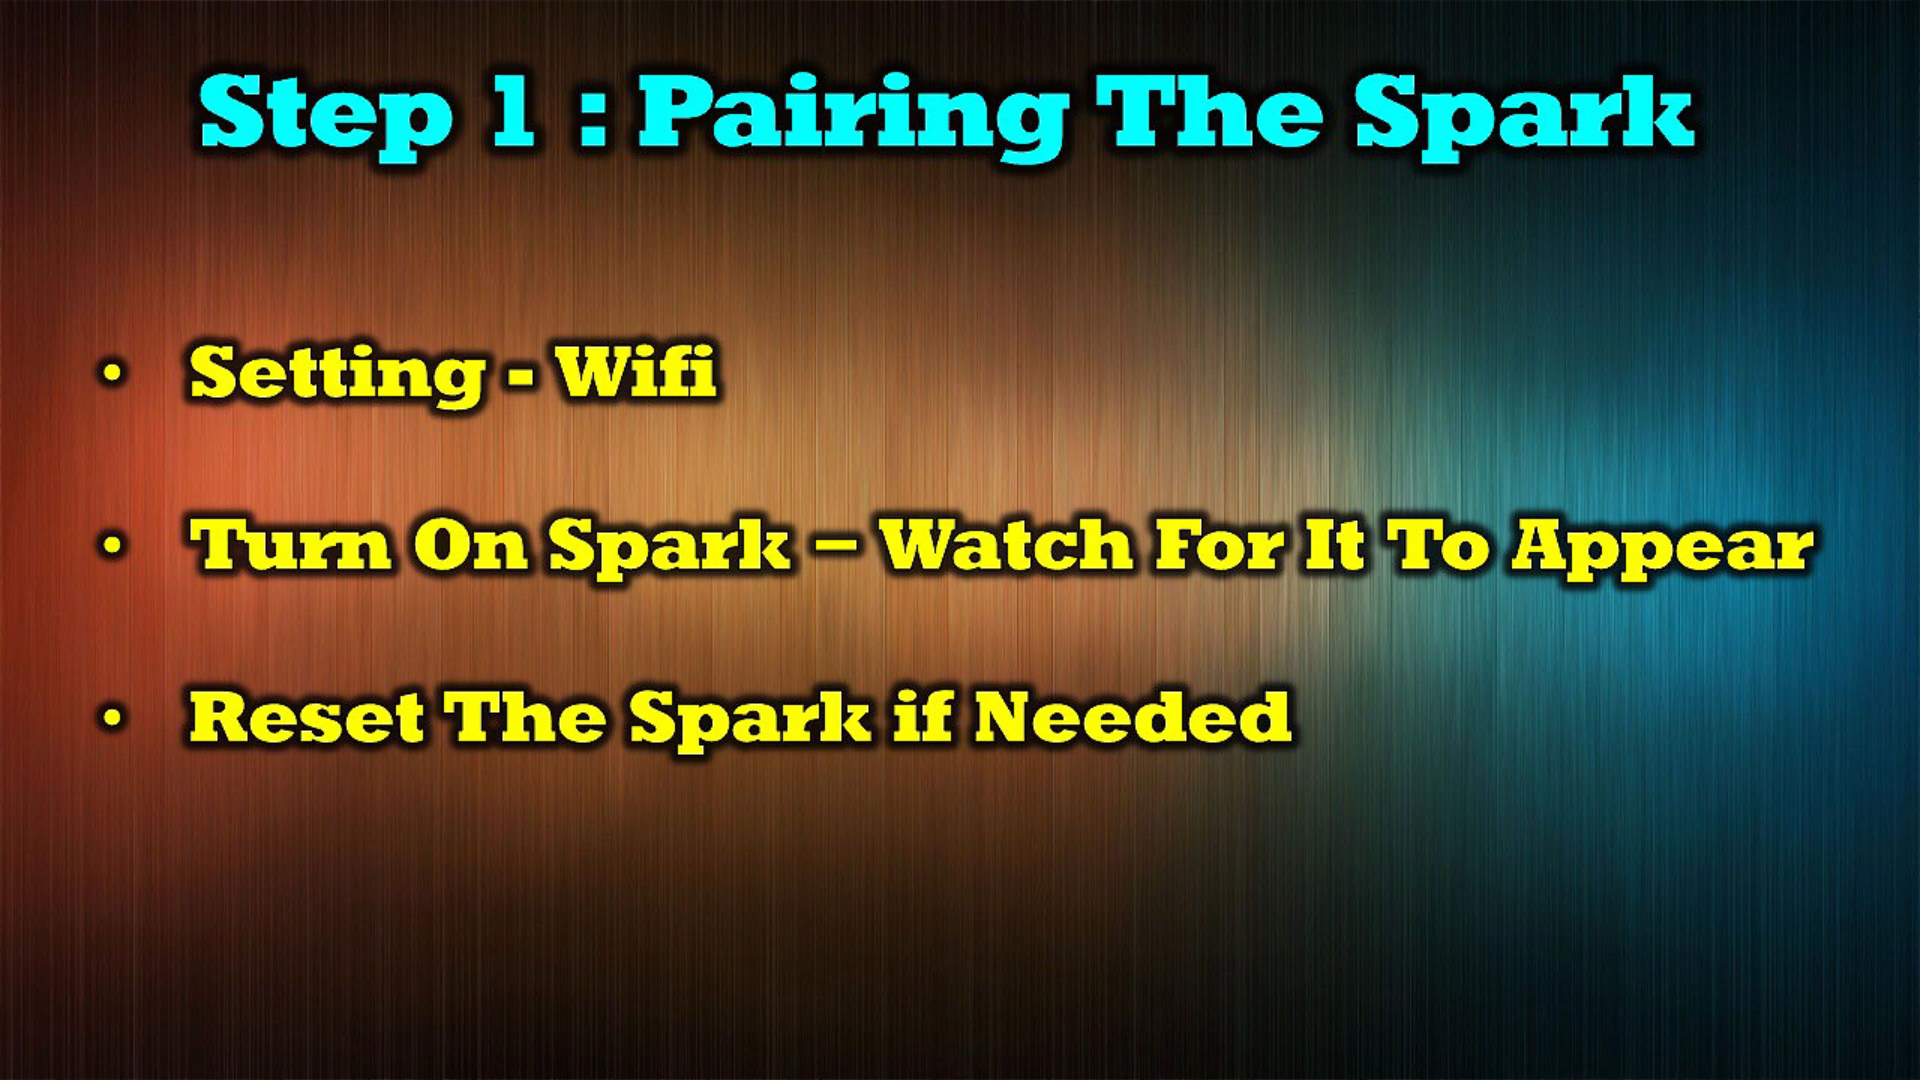 Step 1 : Pairing The Spark
• Setting - Wifi
• Turn On Spark – Watch For It To Appear
• Reset The Spark if Needed